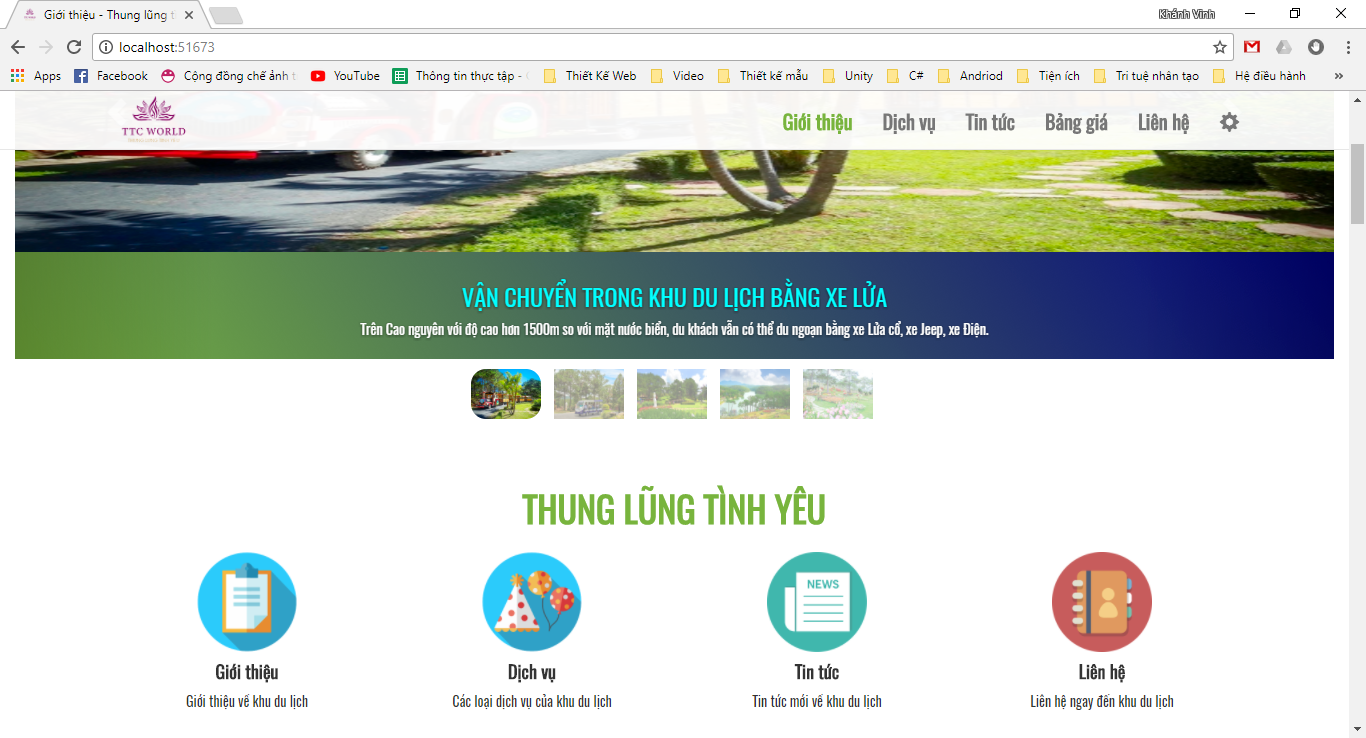 Giới thiệu - Thung lũng t
Khánh Vinh
localhost:51673
Apps Facebook Cộng đồng chế ảnh t YouTube Thông tin thực tập - Thiết Kế Web Video Thiết kế mẫu Unity C# Andriod Tiện ích Tri tuệ nhân tạo Hệ điều hành »
TTC WORLD
Giới thiệu Dịch vụ Tin tức Bảng giá Liên hệ
VẬN CHUYỂN TRONG KHU DU LỊCH BẰNG XE LỬA
Trên Cao nguyên với độ cao hơn 1500m so với mặt nước biển, du khách vẫn có thể du ngoạn bằng xe Lửa cổ, xe Jeep, xe Điện.
THUNG LŨNG TÌNH YÊU
NEWS
Giới thiệu Dịch vụ Tin tức Liên hệ
Giới thiệu về khu du lịch Các loại dịch vụ của khu du lịch Tin tức mới về khu du lịch Liên hệ ngay đến khu du lịch